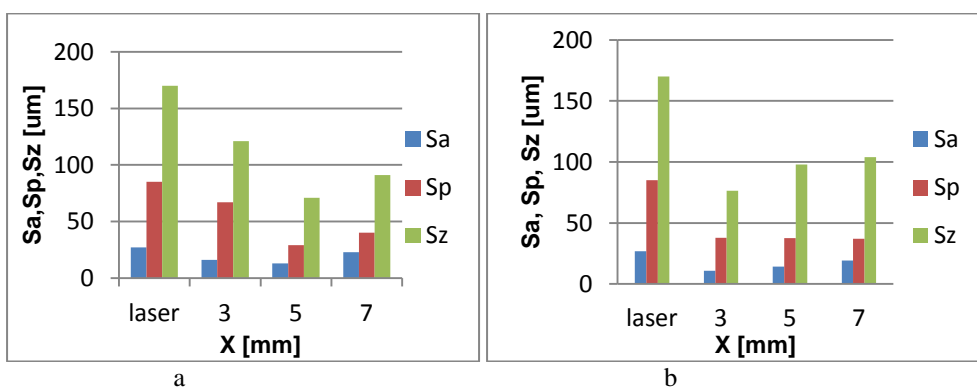 200
150
100
50
0
Sa,Sp,Sz [um]
laser 3 5 7
X [mm]
Sa
Sp
Sz
a
200
150
100
50
0
Sa, Sp, Sz [um]
laser 3 5 7
X [mm]
Sa
Sp
Sz
b